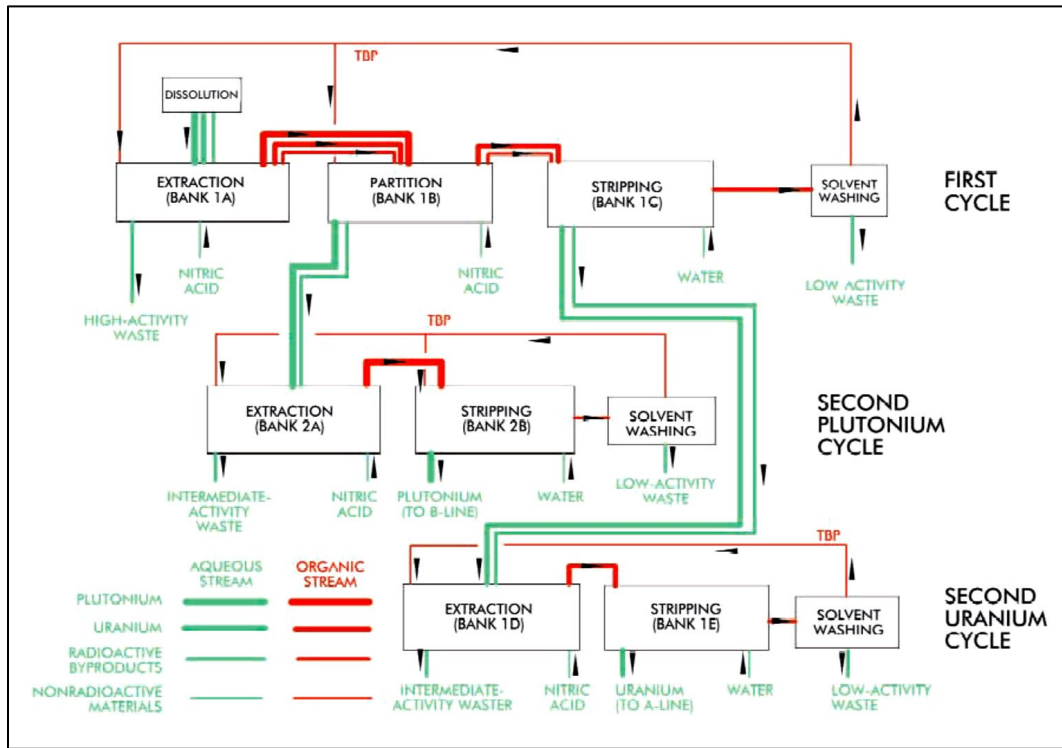 TBP
DISSOLUTION
EXTRACTION
(BANK 1A)
PARTITION
(BANK 1B)
STRIPPING
(BANK 1C)
SOLVENT
WASHING
FIRST
CYCLE
NITRIC
ACID
NITRIC
ACID
WATER
LOW ACTIVITY
WASTE
HIGH-ACTIVITY
WASTE
TBP
EXTRACTION
(BANK 2A)
STRIPPING
(BANK 2B)
SOLVENT
WASHING
SECOND
PLUTONIUM
CYCLE
INTERMEDIATE-
ACTIVITY
WASTE
NITRIC
ACID
PLUTONIUM
(TO B-LINE)
WATER
LOW-ACTIVITY
WASTE
TBP
EXTRACTION
(BANK 1D)
STRIPPING
(BANK 1E)
SOLVENT
WASHING
SECOND
URANIUM
CYCLE
INTERMEDIATE-
ACTIVITY WASTER
NITRIC
ACID
URANIUM
(TO A-LINE)
WATER
LOW-ACTIVITY
WASTE
AQUEOUS
STREAM
ORGANIC
STREAM
PLUTONIUM
URANIUM
RADIOACTIVE
BYPRODUCTS
NONRADIOACTIVE
MATERIALS